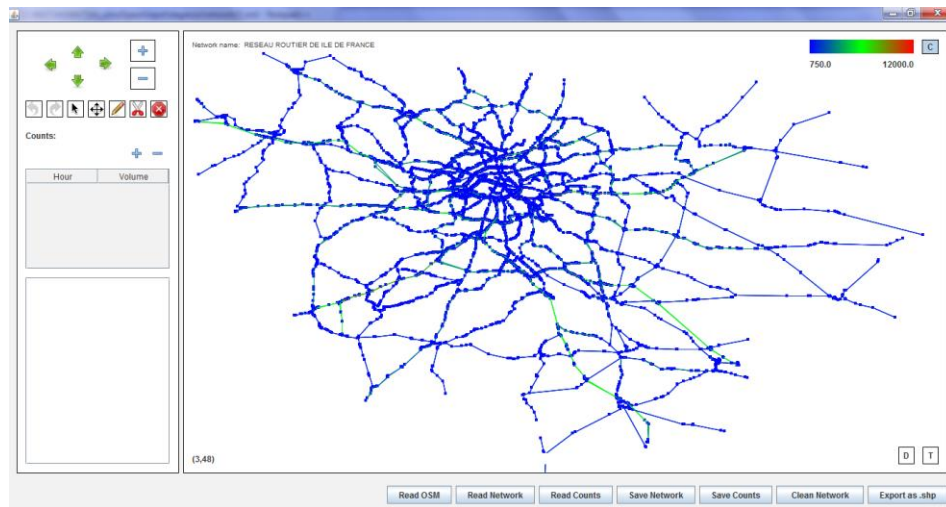 Network name: RESEAU ROUTIER DE ILE DE FRANCE
C
750.0 12000.0
Counts:
Hour Volume
(3,48)
D T
Read OSM Read Network Read Counts Save Network Save Counts Clean Network Export as .shp